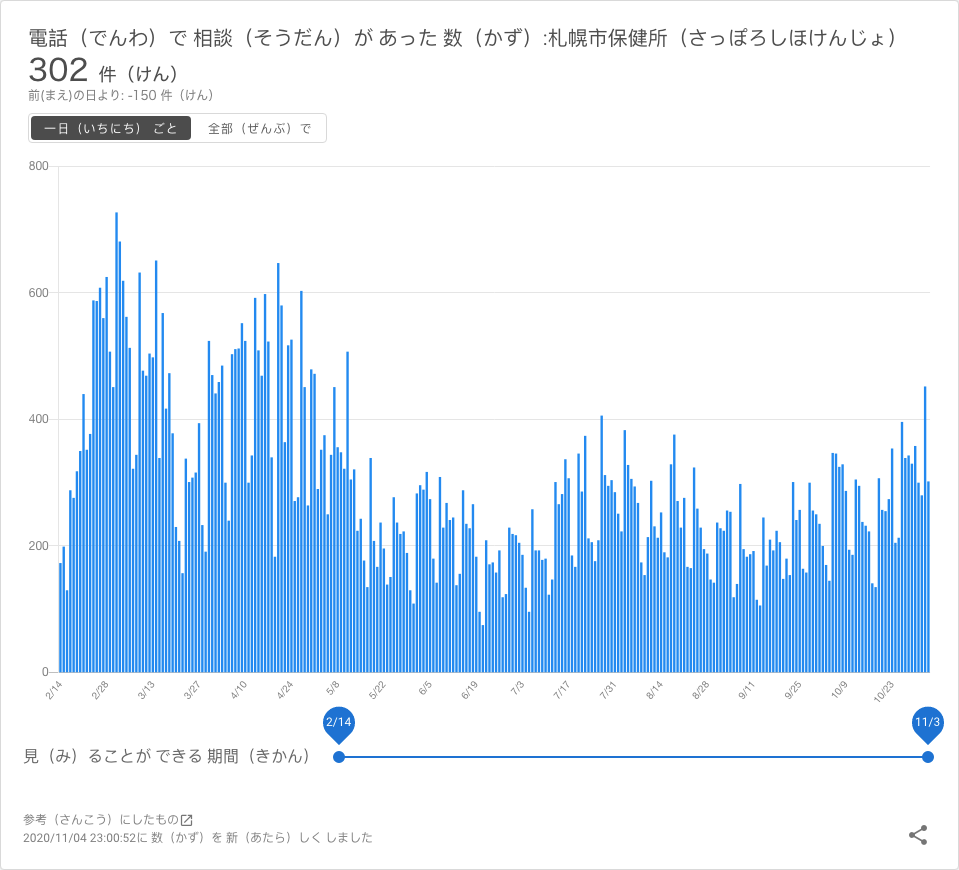 電話（でんわ）で 相談（そうだん）が あった 数（かず）:札幌市保健所（さっぽろしほけんじょ）
302 件（けん）
前(まえ)の日より: -150 件（けん）
一日（いちにち） ごと 全部（ぜんぶ）で
800
600
400
200
0
2/14 2/28 3/13 3/27 4/10 4/24 5/8 5/22 6/5 6/19 7/3 7/17 7/31 8/14 8/28 9/11 9/25 10/9 10/23
2/14 11/3
見（み）ることが できる 期間（きかん）
参考（さんこう）にしたもの
2020/11/04 23:00:52に 数（かず）を 新（あたら）しく しました